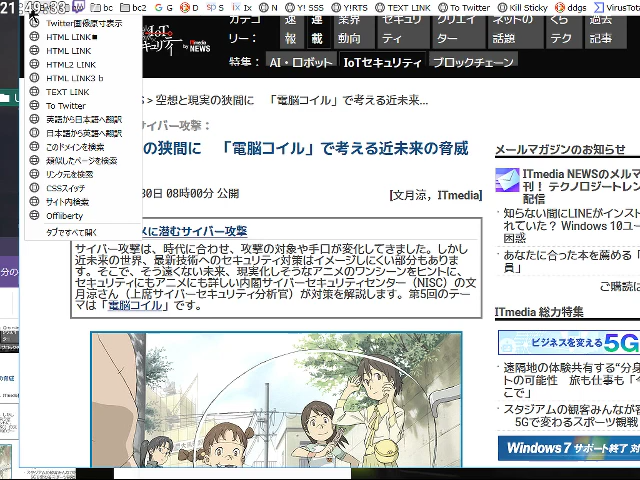 21:49:33
bc bc2 G D S SP S IX N Y! SSS Y! RTS TEXT LINK To Twitter Kill Sticky ddgs VirusTota
Twitter画像原寸表示
HTML LINK■
HTML LINK
HTML2 LINK
HTML LINK3 b
TEXT LINK
To Twitter
英語から日本語へ翻訳
日本語から英語へ翻訳
このドメインを検索
類似したページを検索
リンク元を検索
CSSスイッチ
サイト内検索
Offliberty
タブですべて開く
カテゴリー：
速報
連載
業界動向
セキュリティ
クリエイター
ネットの話題
くらテク
過去記事
IoTセキュリティ by ITmedia NEWS
特集：
AI・ロボット
IoTセキュリティ
ブロックチェーン
S > 空想と現実の狭間に 「電脳コイル」で考える近未来...
サイバー攻撃：
の狭間に 「電脳コイル」で考える近未来の脅威
30日 08時00分 公開
[文月涼，ITmedia]
メに潜むサイバー攻撃
サイバー攻撃は、時代に合わせ、攻撃の対象や手口が変化してきました。しかし
近未来の世界、最新技術へのセキュリティ対策はイメージしにくい部分もありま
す。そこで、そう遠くない未来、現実化しそうなアニメのワンシーンをヒントに、
セキュリティにもアニメにも詳しい内閣サイバーセキュリティセンター（NISC）の文
月涼さん（上席サイバーセキュリティ分析官）が対策を解説します。第5回のテー
マは「電脳コイル」です。
メールマガジンのお知らせ
ITmedia NEWSのメルマ
刊！ テクノロジートレン
配信
知らない間にLINEがインスト
れていた？ Windows 10ユー
困惑
あなたに合った本を薦める「
員」
ご購読に
ITmedia 総力特集
ビジネスを変える5G
遠隔地の体験共有する“分身
トの可能性 旅も仕事も「今
こで」
スタジアムの観客みんなが審
5Gで変わるスポーツ観戦
Windows 7 サポート終了 対